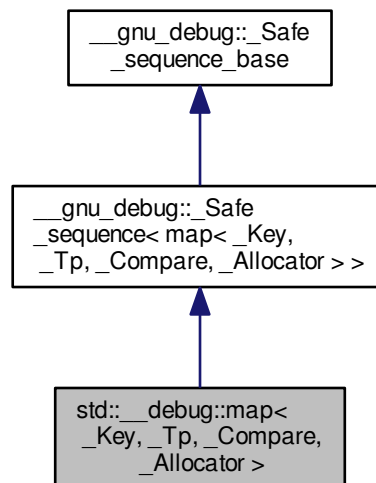 __gnu_debug::_Safe
_sequence_base
__gnu_debug::_Safe
_sequence< map< _Key,
_Tp, _Compare, _Allocator > >
std::__debug::map<
_Key, _Tp, _Compare,
_Allocator >